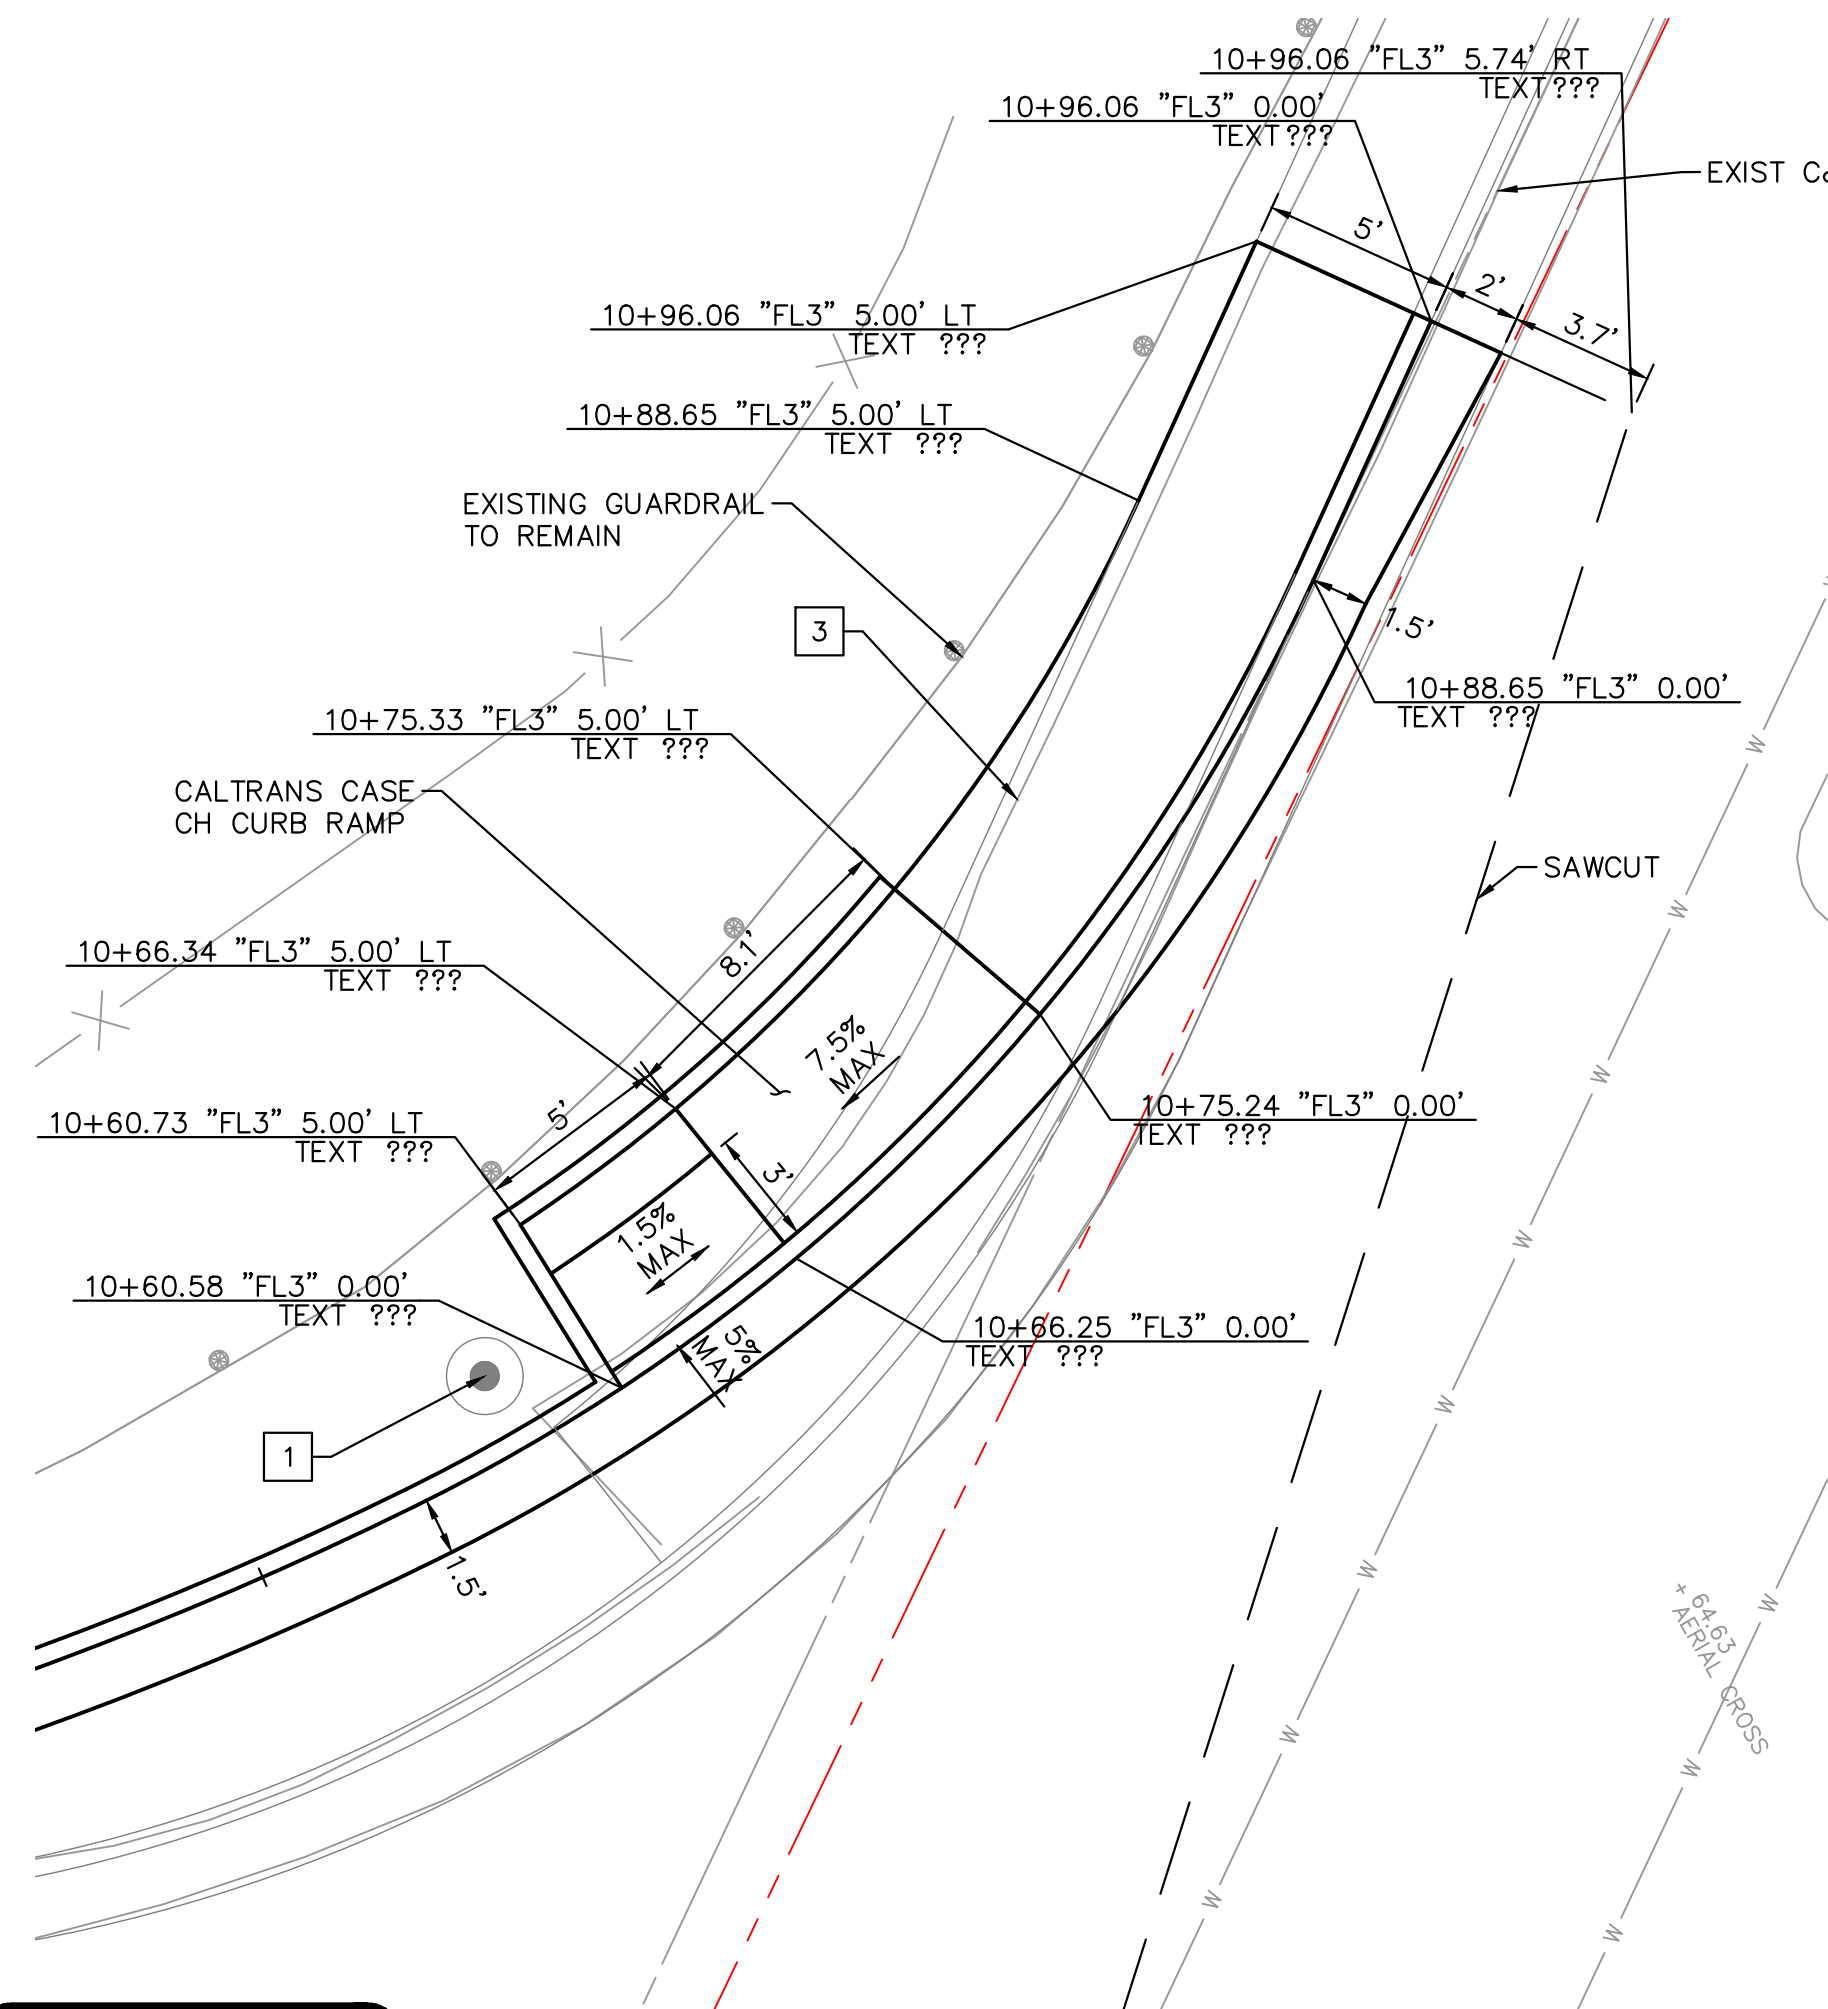 10+96.06 "FL3" 5.74' RT
TEXT ???
10+96.06 "FL3" 0.00'
TEXT ???
EXIST
5'
2'
3.7'
10+96.06 "FL3" 5.00' LT
TEXT ???
10+88.65 "FL3" 5.00' LT
TEXT ???
EXISTING GUARDRAIL
TO REMAIN
3
1.5'
10+88.65 "FL3" 0.00'
TEXT ???
10+75.33 "FL3" 5.00' LT
TEXT ???
CALTRANS CASE
CH CURB RAMP
SAWCUT
8.1'
10+66.34 "FL3" 5.00' LT
TEXT ???
7.5%
MAX
10+75.24 "FL3" 0.00'
TEXT ???
10+60.73 "FL3" 5.00' LT
TEXT ???
5'
3'
1.5%
MAX
10+60.58 "FL3" 0.00'
TEXT ???
10+66.25 "FL3" 0.00'
TEXT ???
5%
MAX
1
1.5'
64.63
+ AERIAL CROSS
W
W
W
W
W
W
W
W
W
W
W